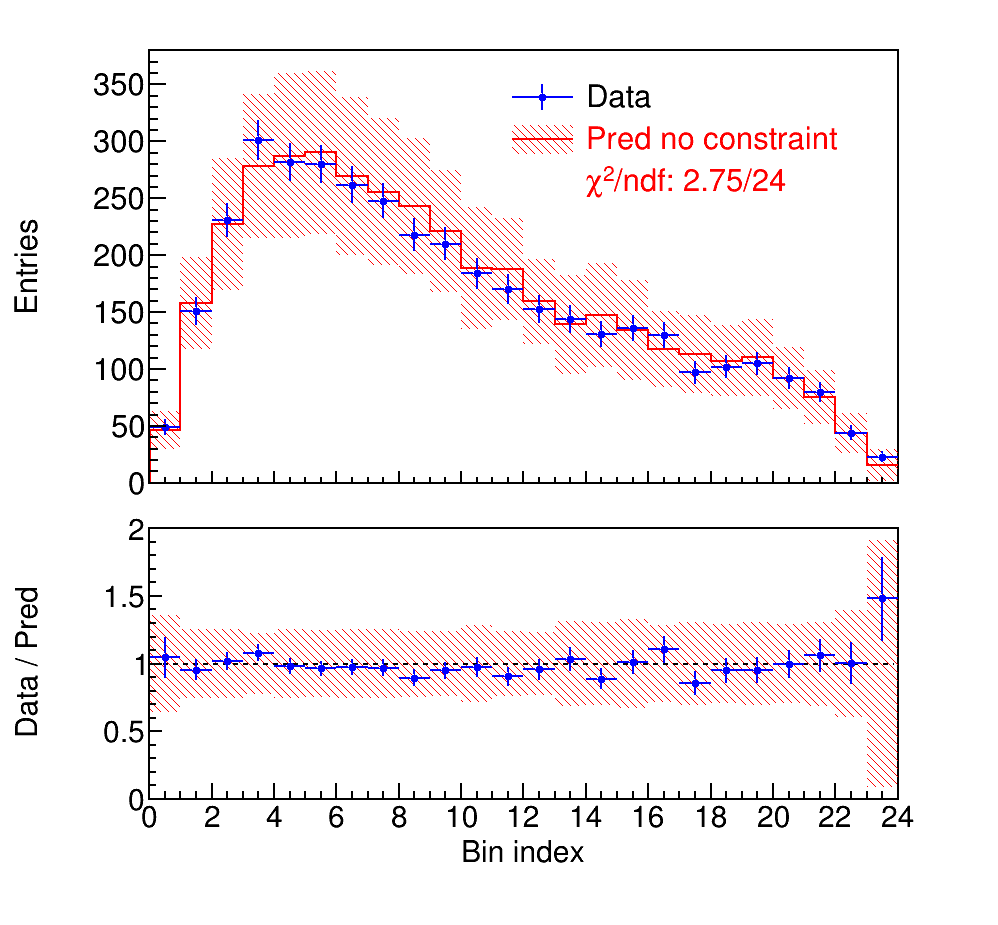 350
300
250
200
150
100
50
0
Entries
Data
Pred no constraint
χ²/ndf: 2.75/24
2
1.5
1
0.5
0
Data / Pred
0 2 4 6 8 10 12 14 16 18 20 22 24
Bin index